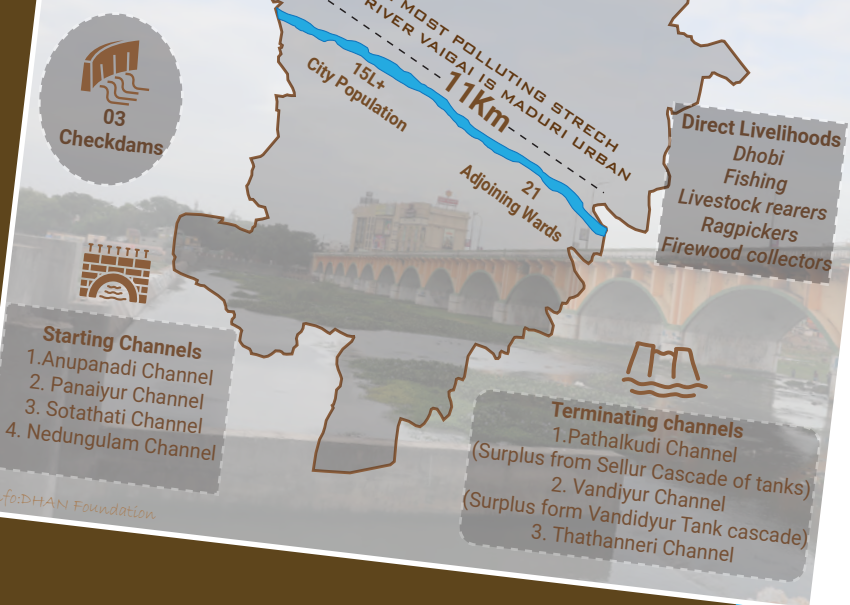 MOST POLLUTING STRECH
RIVER VAIGAI IS MADURI URBAN
11Km
15L+
City Population
21
Adjoining Wards
03
Checkdams
Direct Livelihoods
Dhobi
Fishing
Livestock rearers
Ragpickers
Firewood collectors
Starting Channels
1.Anupanadi Channel
2. Panaiyur Channel
3. Sotathati Channel
4. Nedungulam Channel
Terminating channels
1.Pathalkudi Channel
(Surplus from Sellur Cascade of tanks)
2. Vandiyur Channel
(Surplus form Vandidyur Tank cascade)
3. Thathanneri Channel
fo:DHAN Foundation